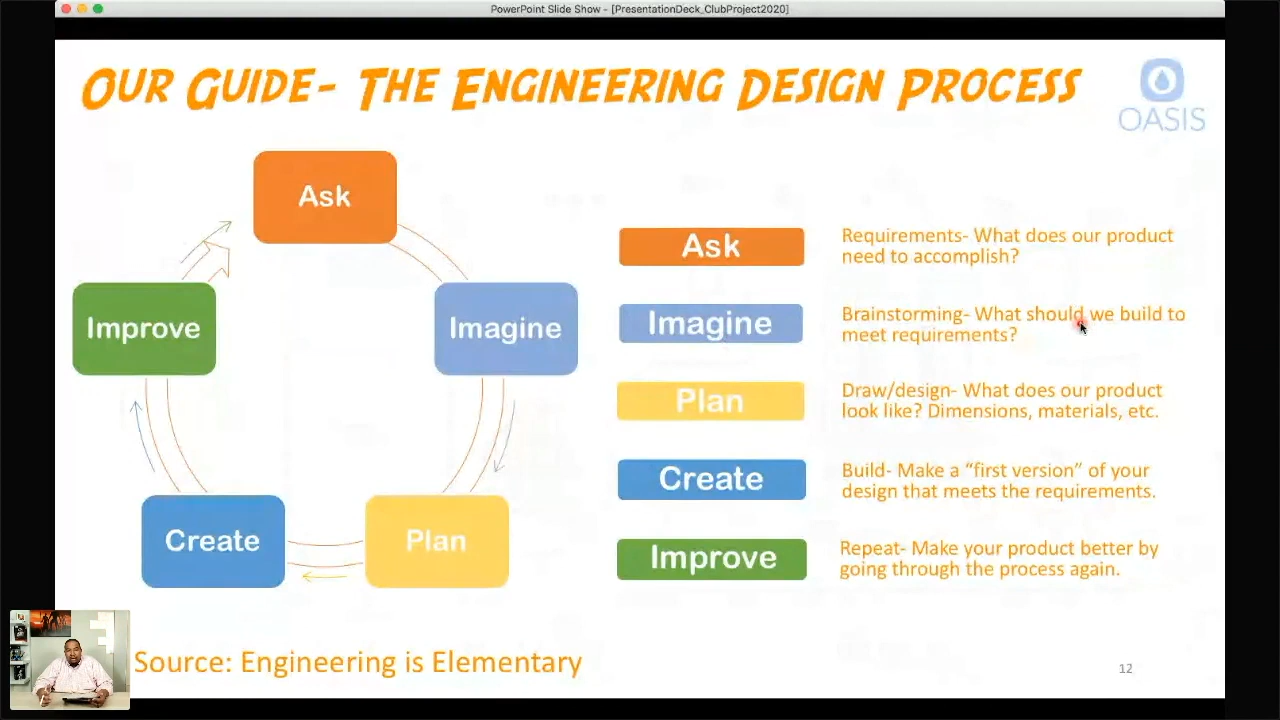 PowerPoint Slide Show - [PresentationDeck_ClubProject2020]
OUR GUIDE- THE ENGINEERING DESIGN PROCESS
OASIS
Ask
Improve
Imagine
Create
Plan
Ask
Requirements- What does our product
need to accomplish?
Imagine
Brainstorming- What should we build to
meet requirements?
Plan
Draw/design- What does our product
look like? Dimensions, materials, etc.
Create
Build- Make a “first version” of your
design that meets the requirements.
Improve
Repeat- Make your product better by
going through the process again.
Source: Engineering is Elementary
12